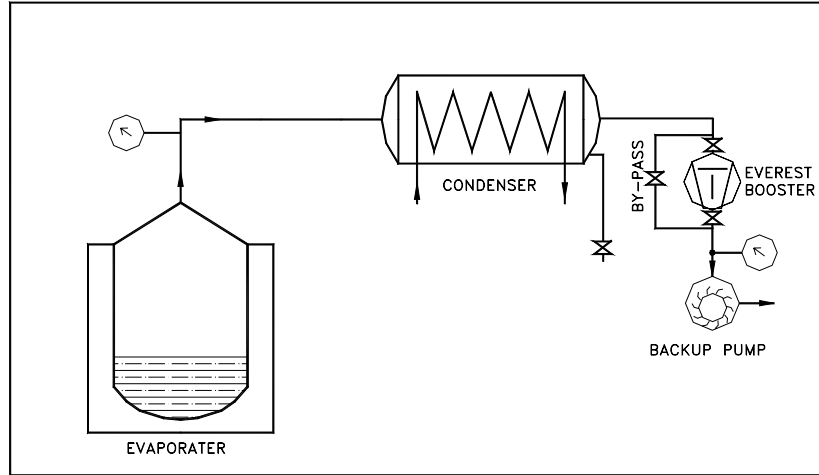 CONDENSER
BY-PASS
EVEREST
BOOSTER
BACKUP PUMP
EVAPORATER